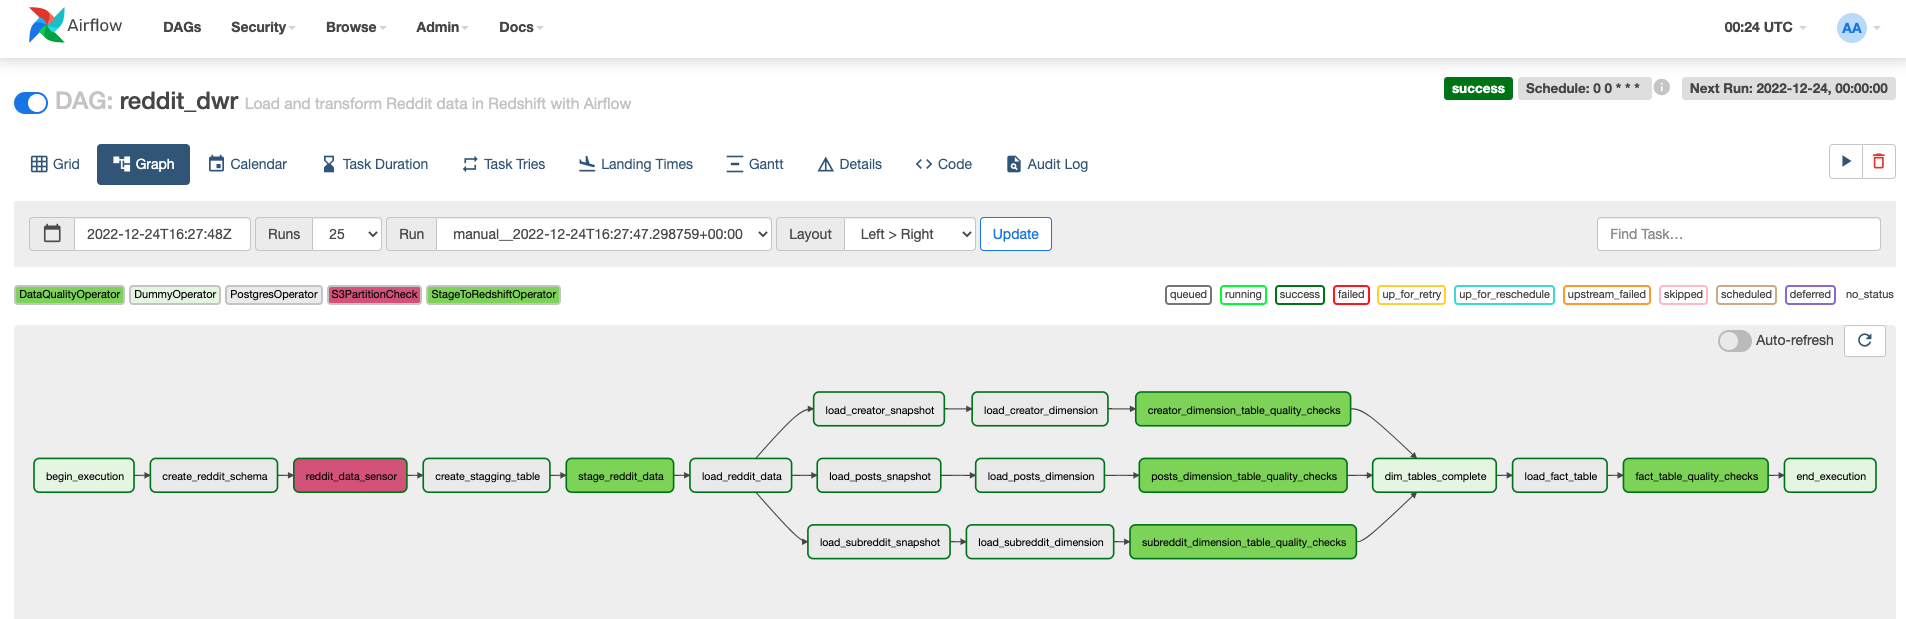 Airflow DAGs Security Browse Admin Docs 00:24 UTC AA
DAG: reddit_dwr Load and transform Reddit data in Redshift with Airflow
success Schedule: 0 0 * * * i Next Run: 2022-12-24, 00:00:00
Grid Graph Calendar Task Duration Task Tries Landing Times Gantt Details Code Audit Log
2022-12-24T16:27:48Z Runs 25 Run manual__2022-12-24T16:27:47.298759+00:00 Layout Left > Right Update Find Task...
DataQualityOperator DummyOperator PostgresOperator S3PartitionCheck StageToRedshiftOperator queued running success failed up_for_retry up_for_reschedule upstream_failed skipped scheduled deferred no_status
Auto-refresh
load_creator_snapshot load_creator_dimension creator_dimension_table_quality_checks
begin_execution create_reddit_schema reddit_data_sensor create_stagging_table stage_reddit_data load_reddit_data load_posts_snapshot load_posts_dimension posts_dimension_table_quality_checks dim_tables_complete load_fact_table fact_table_quality_checks end_execution
load_subreddit_snapshot load_subreddit_dimension subreddit_dimension_table_quality_checks